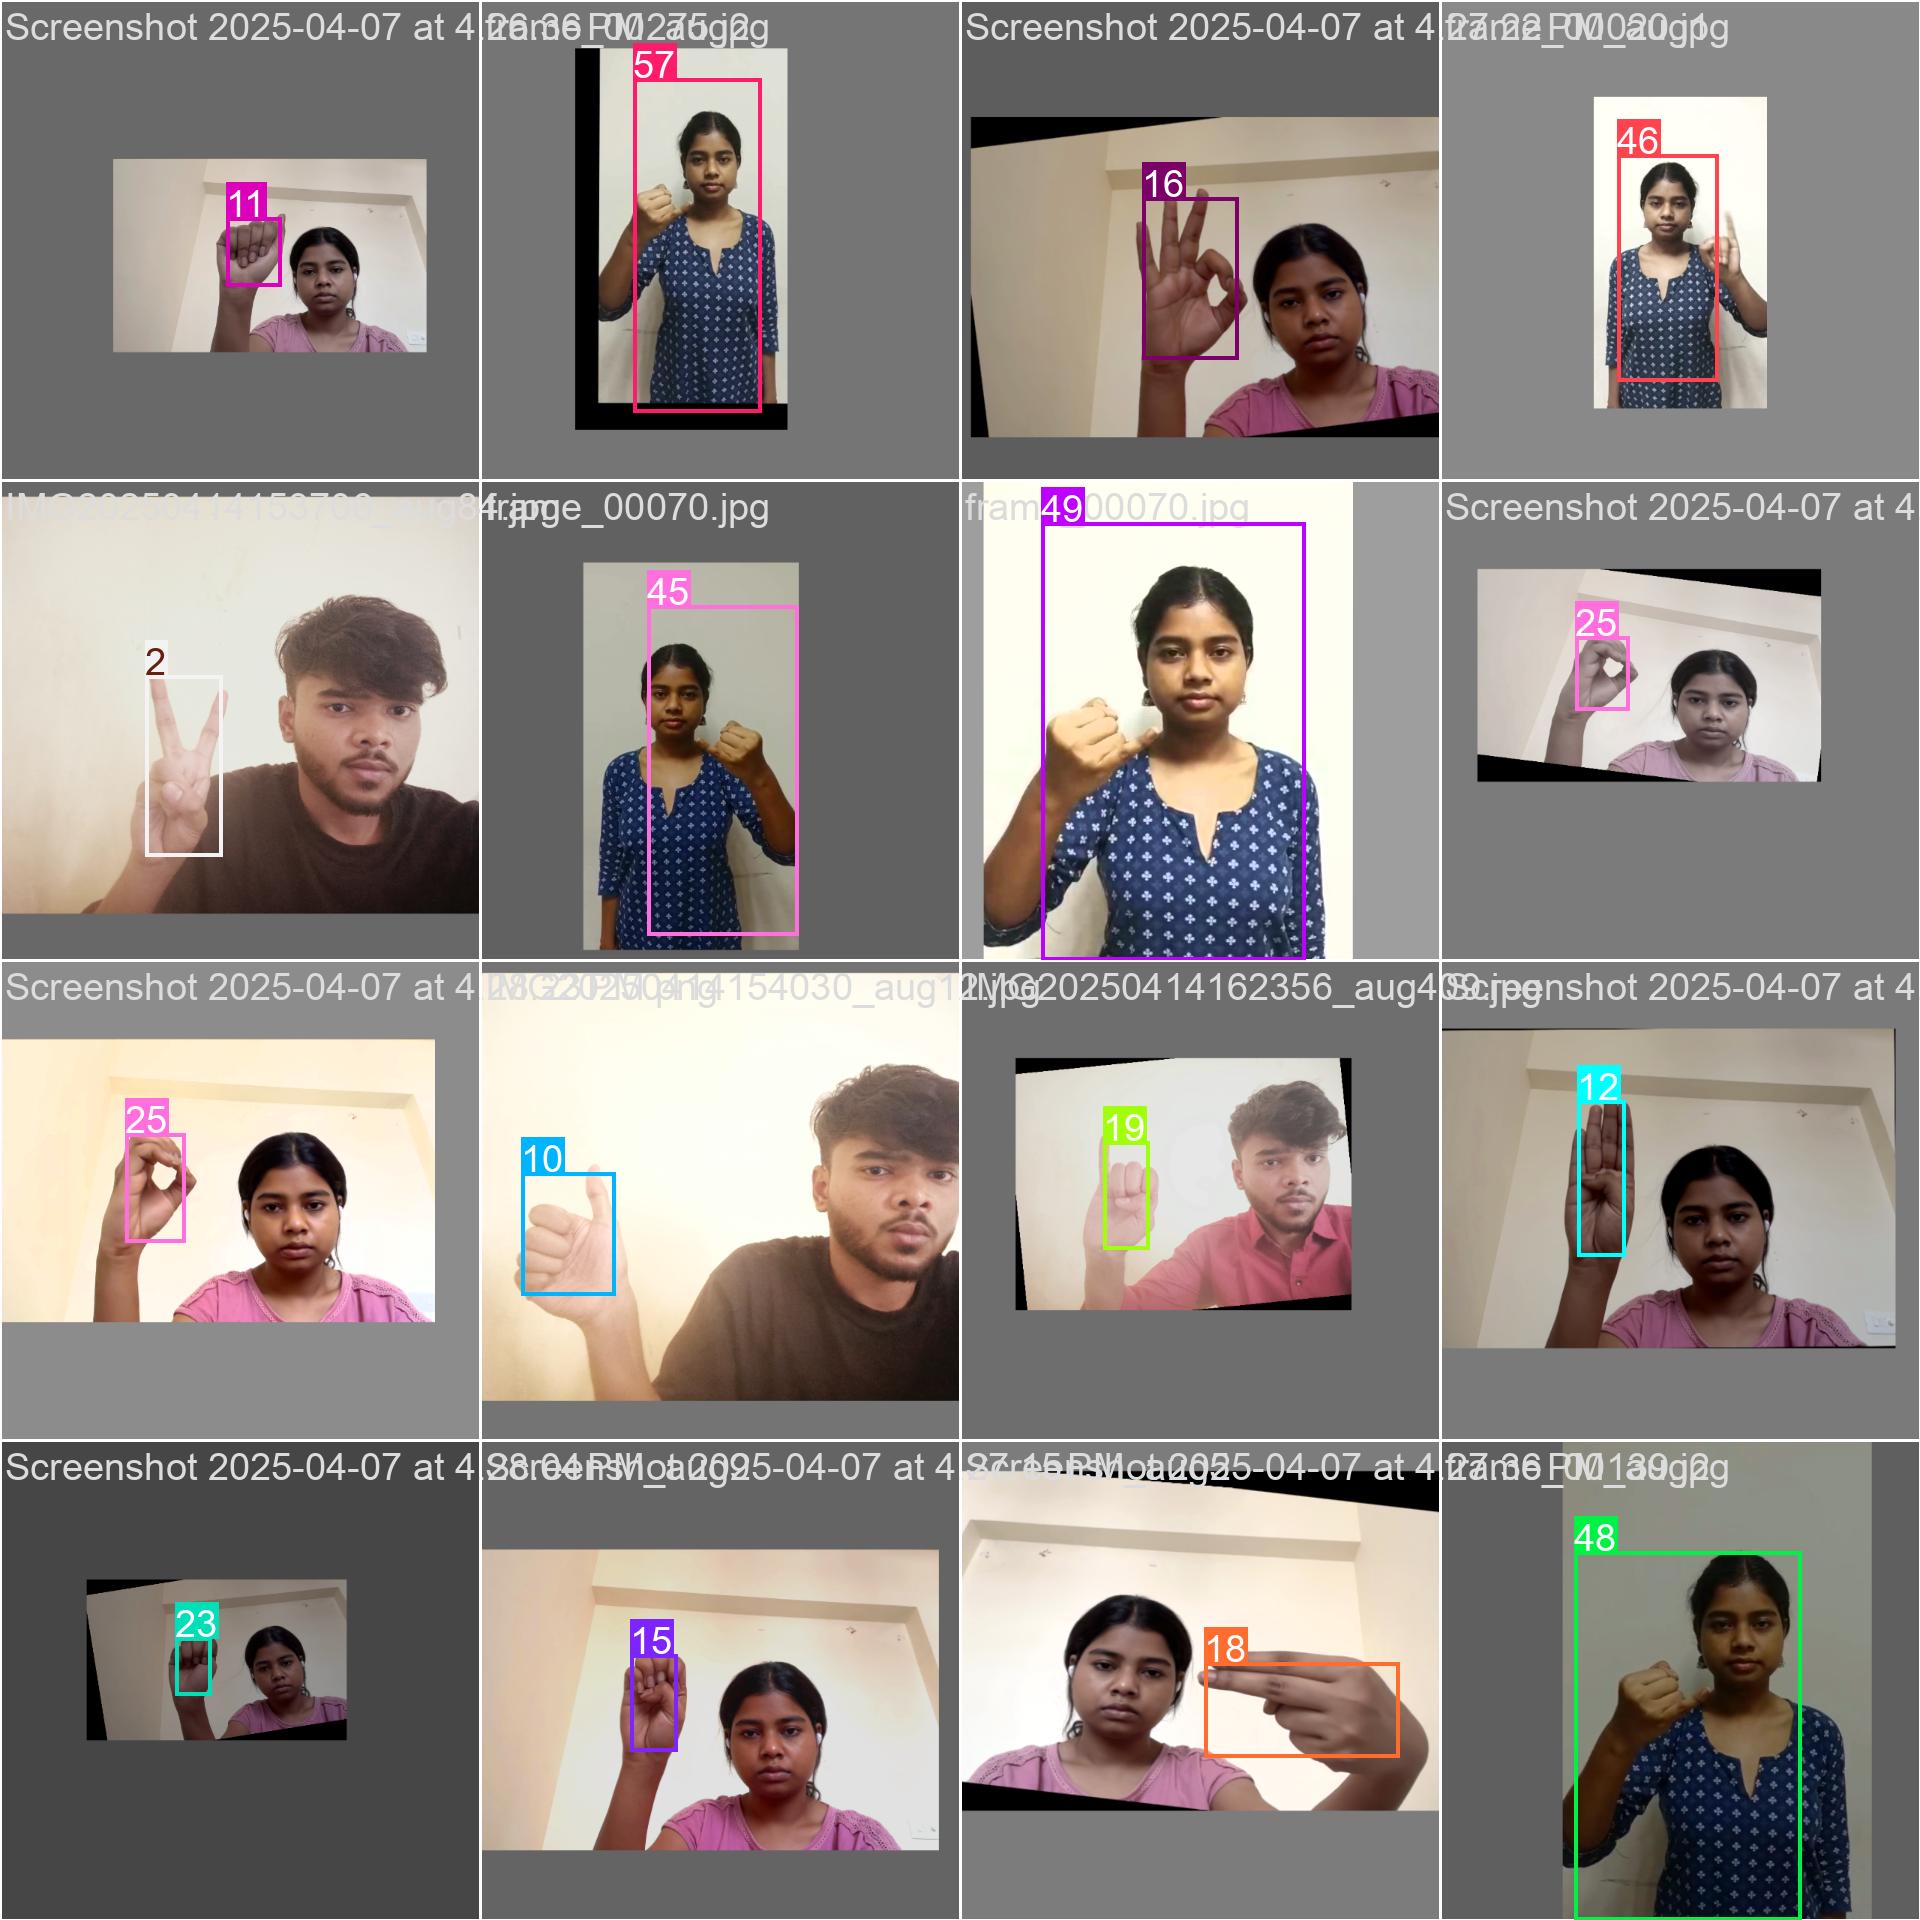 Screenshot 2025-04-07 at 4.26.36 PM_aug2
frame_00275.jpg
Screenshot 2025-04-07 at 4.27.22 PM_aug1
frame_00020.jpg
11
57
16
46
IMG20250414153700_aug84.jpg
frame_00070.jpg
frame_00070.jpg
Screenshot 2025-04-07 at 4
2
45
49
25
Screenshot 2025-04-07 at 4.28.23 PM.png
IMG20250414154030_aug12.jpg
IMG20250414162356_aug409.jpg
Screenshot 2025-04-07 at 4
25
10
19
12
Screenshot 2025-04-07 at 4.28.04 PM_aug2
Screenshot 2025-04-07 at 4.27.15 PM_aug2
Screenshot 2025-04-07 at 4.27.36 PM_aug2
frame_00139.jpg
23
15
18
48